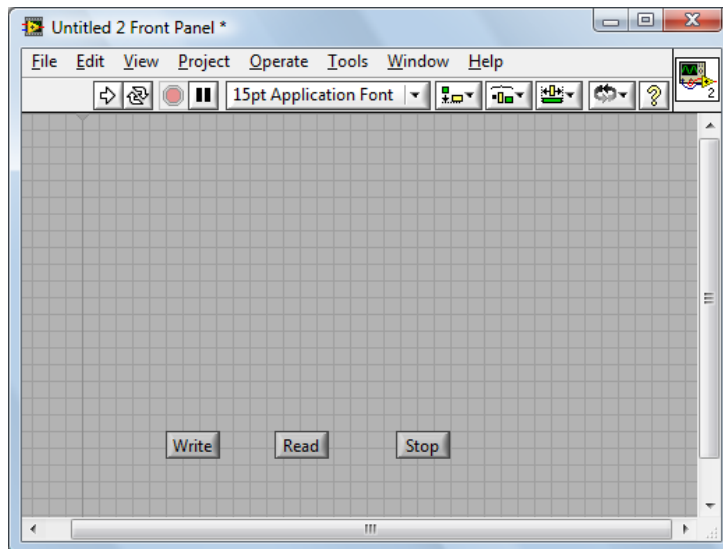 Untitled 2 Front Panel *
File Edit View Project Operate Tools Window Help
15pt Application Font
2
Write Read Stop